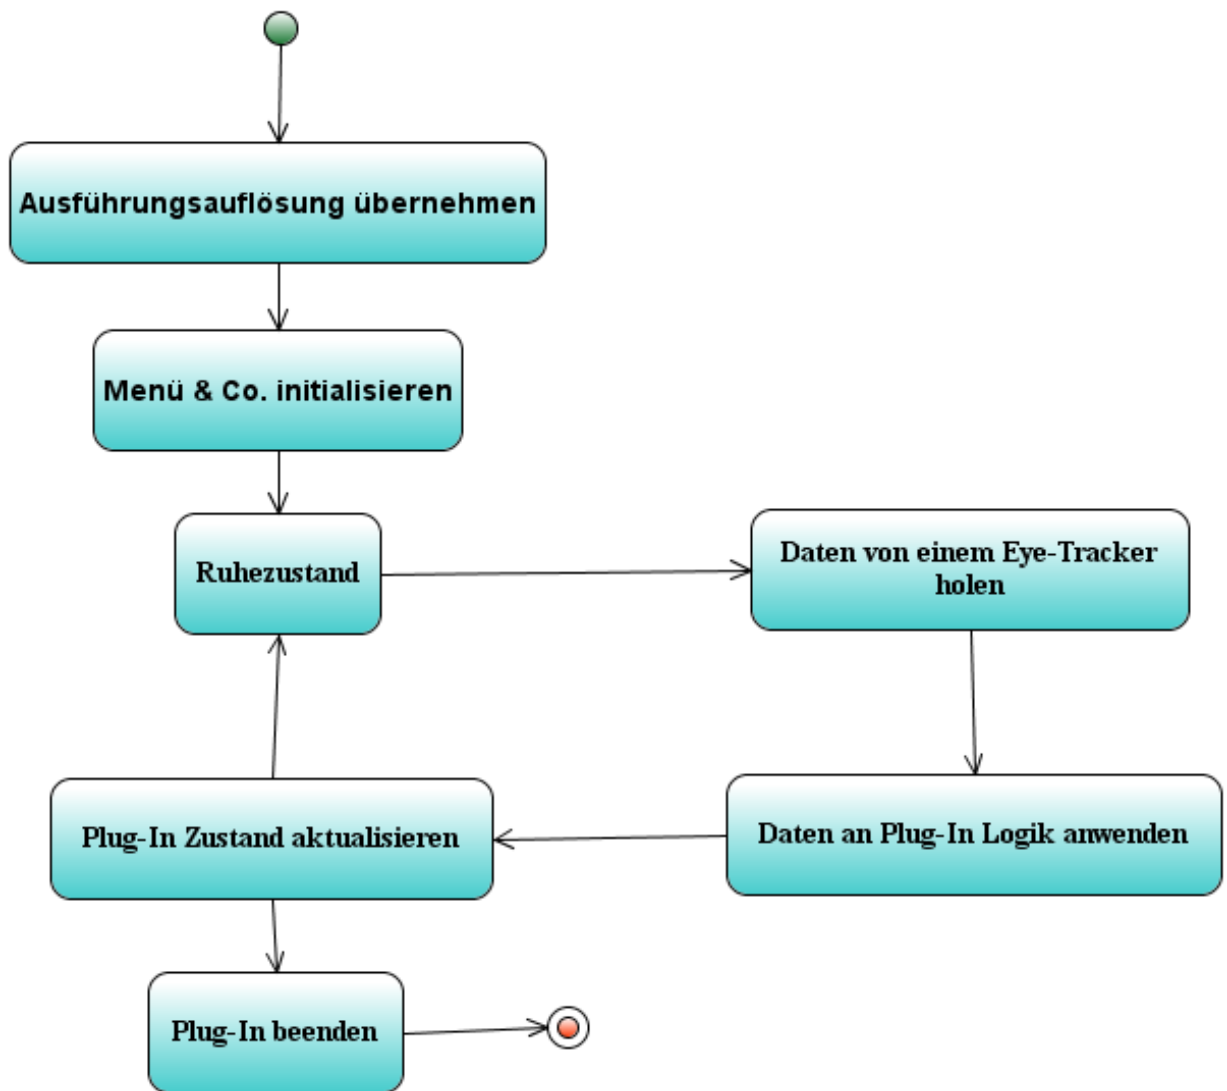 Ausführungsauflösung übernehmen
Menü & Co. initialisieren
Ruhezustand
Daten von einem Eye-Tracker
holen
Plug-In Zustand aktualisieren
Daten an Plug-In Logik anwenden
Plug-In beenden